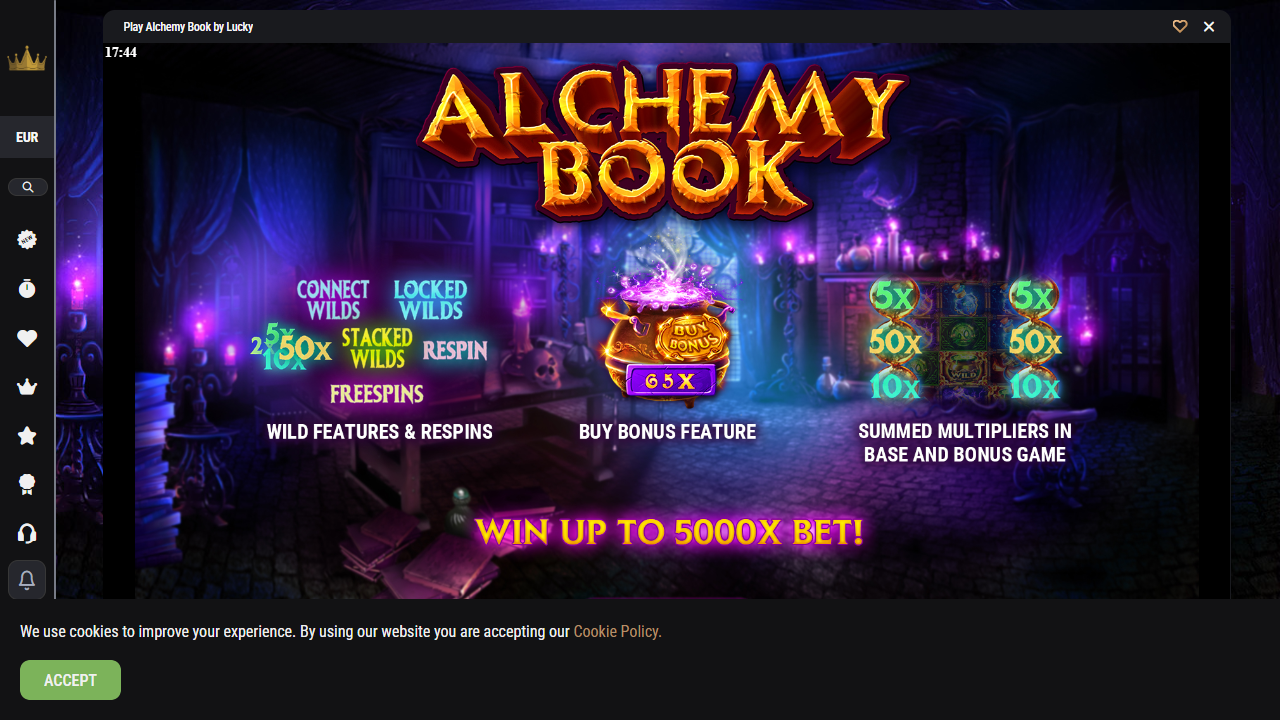 Play Alchemy Book by Lucky
17:44
EUR
NEW
ALCHEMY
BOOK
CONNECT
WILDS
LOCKED
WILDS
5X
2X
50X
10X
STACKED
WILDS
RESPIN
FREESPINS
WILD FEATURES & RESPINS
BUY
BONUS
65X
BUY BONUS FEATURE
5X
5X
50X
50X
WILD
10X
10X
SUMMED MULTIPLIERS IN
BASE AND BONUS GAME
WIN UP TO 5000X BET!
We use cookies to improve your experience. By using our website you are accepting our Cookie Policy.
ACCEPT